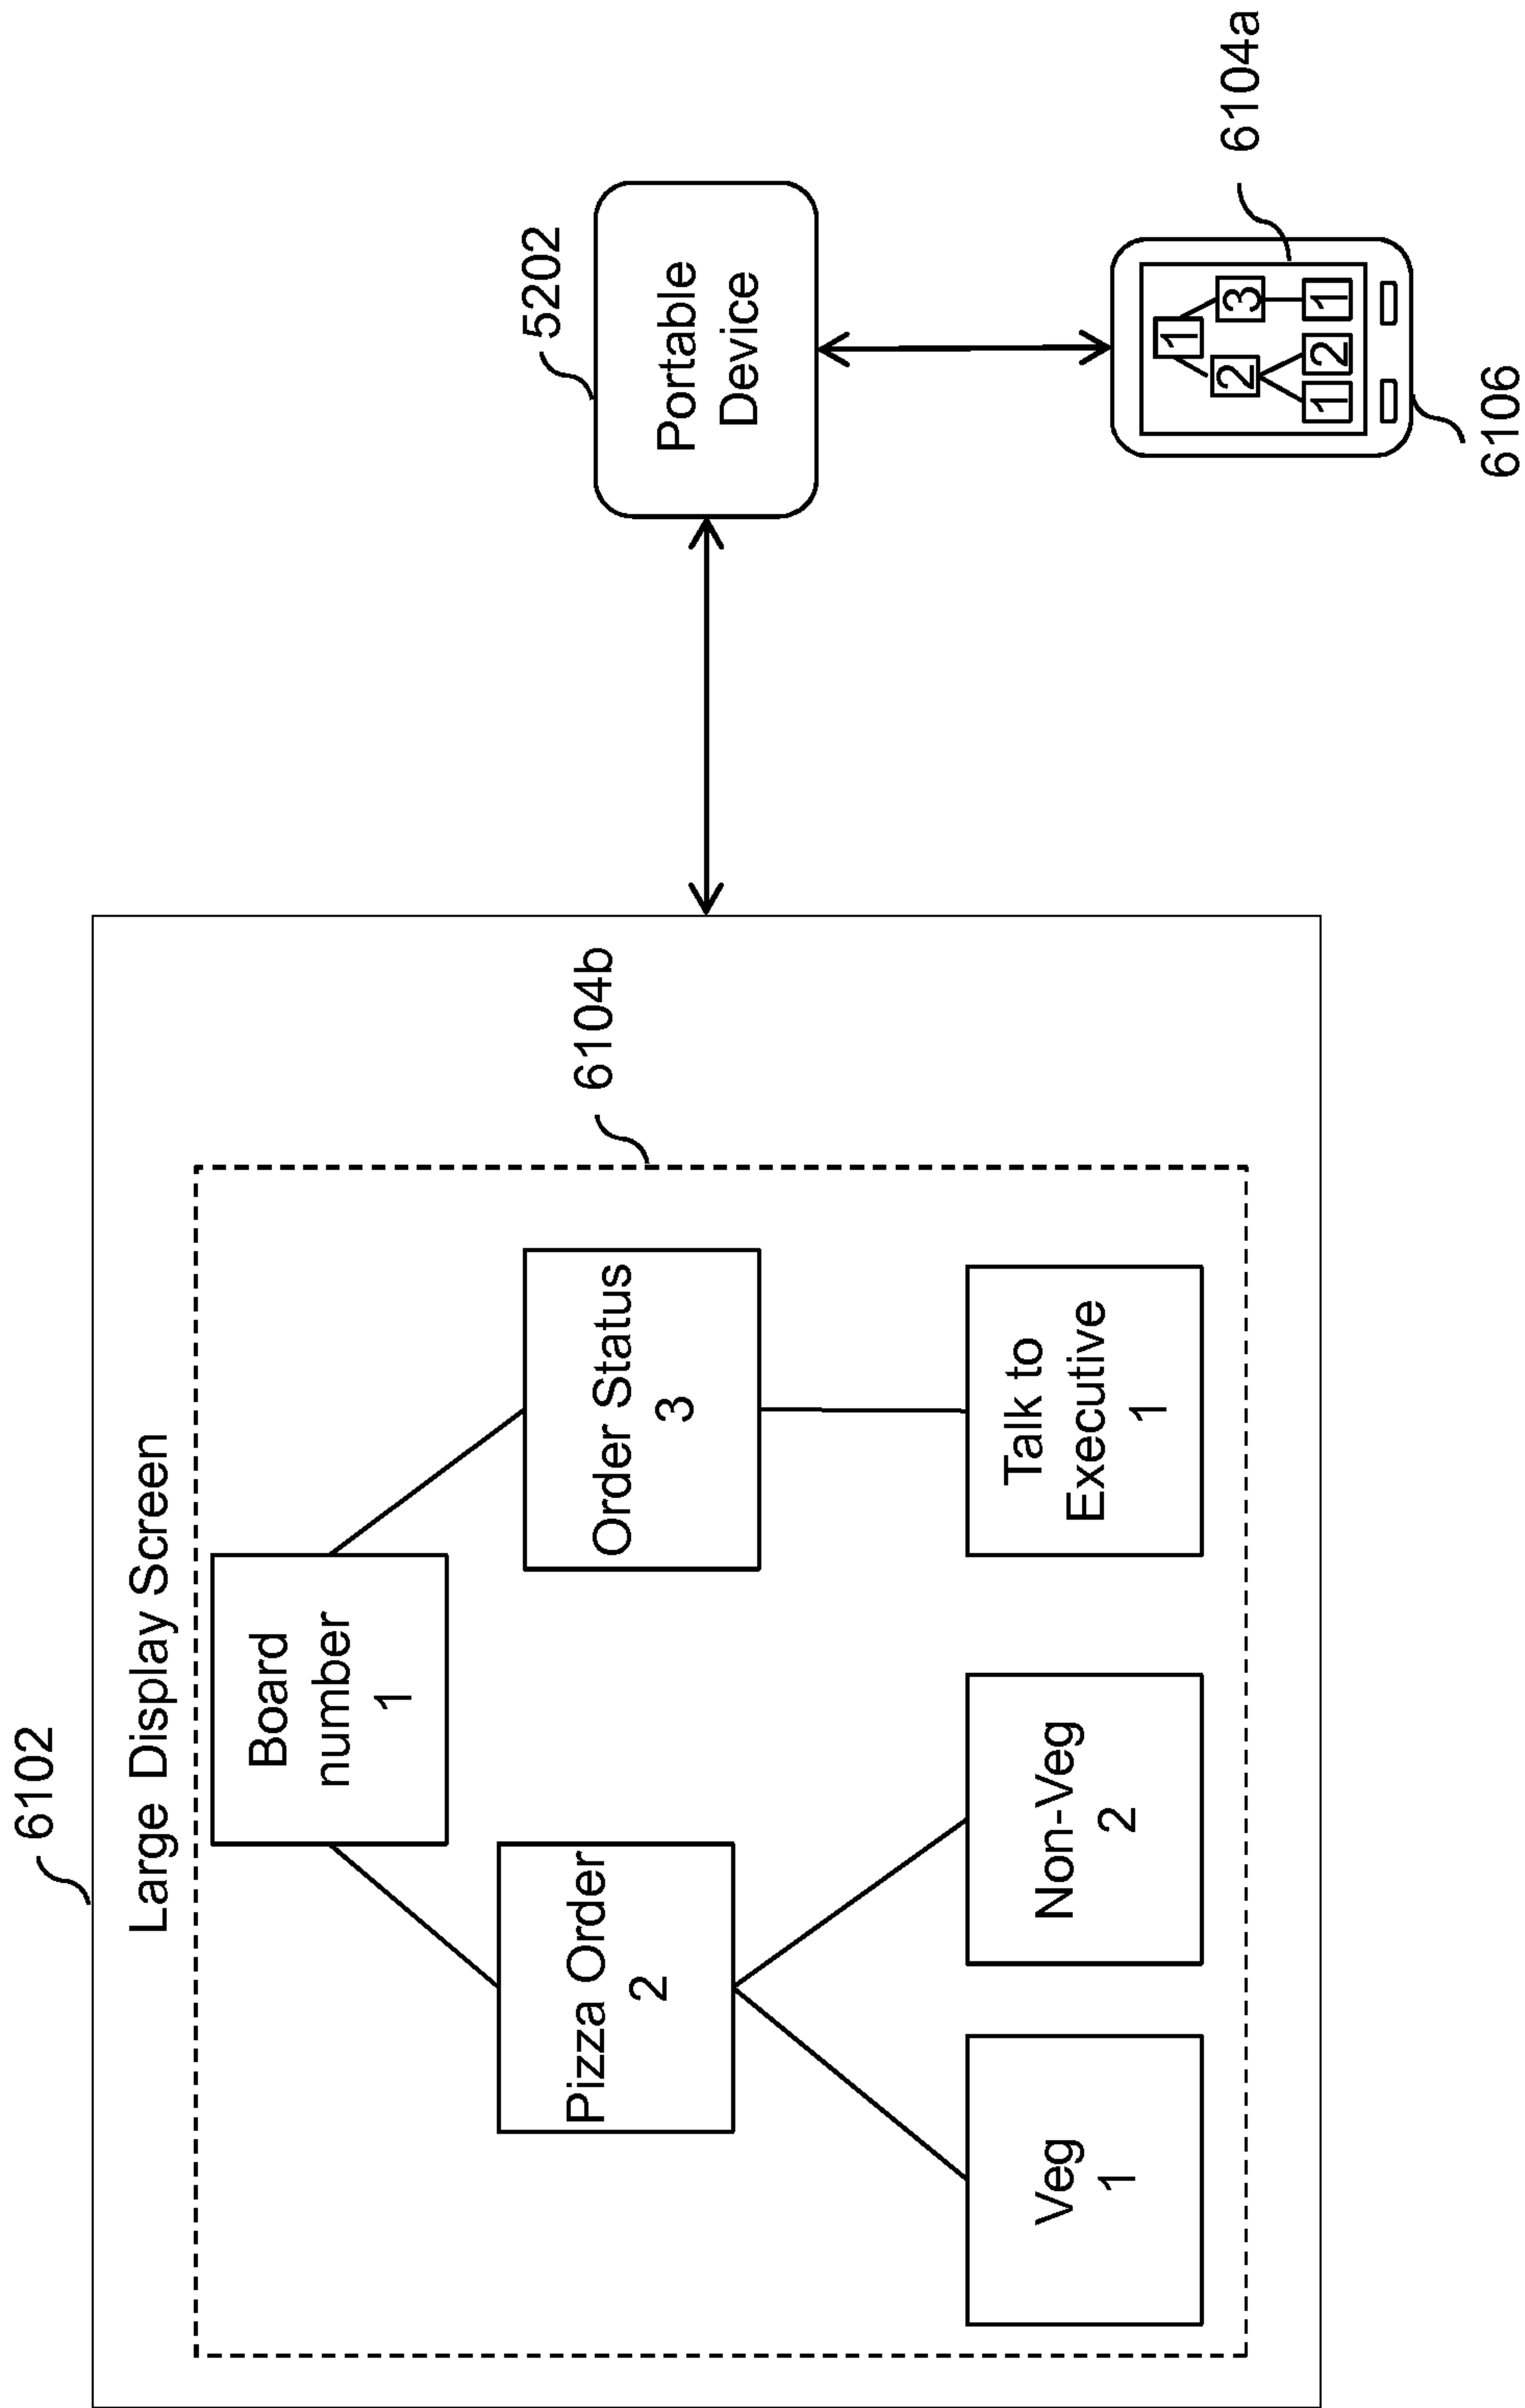 6102
Large Display Screen
Board
number
1
Pizza Order
2
Order Status
3
Veg
1
Non-Veg
2
Talk to
Executive
1
6104b
5202
Portable
Device
6104a
1
2
3
1
2
1
6106